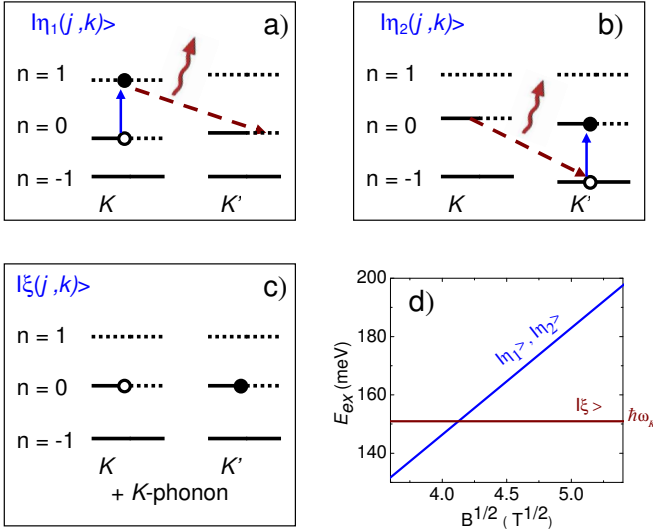 |η₁(j ,k)>
a)
n = 1
n = 0
n = -1
K
K'
|η₂(j ,k)>
b)
n = 1
n = 0
n = -1
K
K'
|ξ(j ,k)>
c)
n = 1
n = 0
n = -1
K
K'
+ K-phonon
d)
200
180
160
140
E_ex (meV)
|η₁>, |η₂>
|ξ >
ħω_K
4.0
4.5
5.0
B^1/2 ( T^1/2)